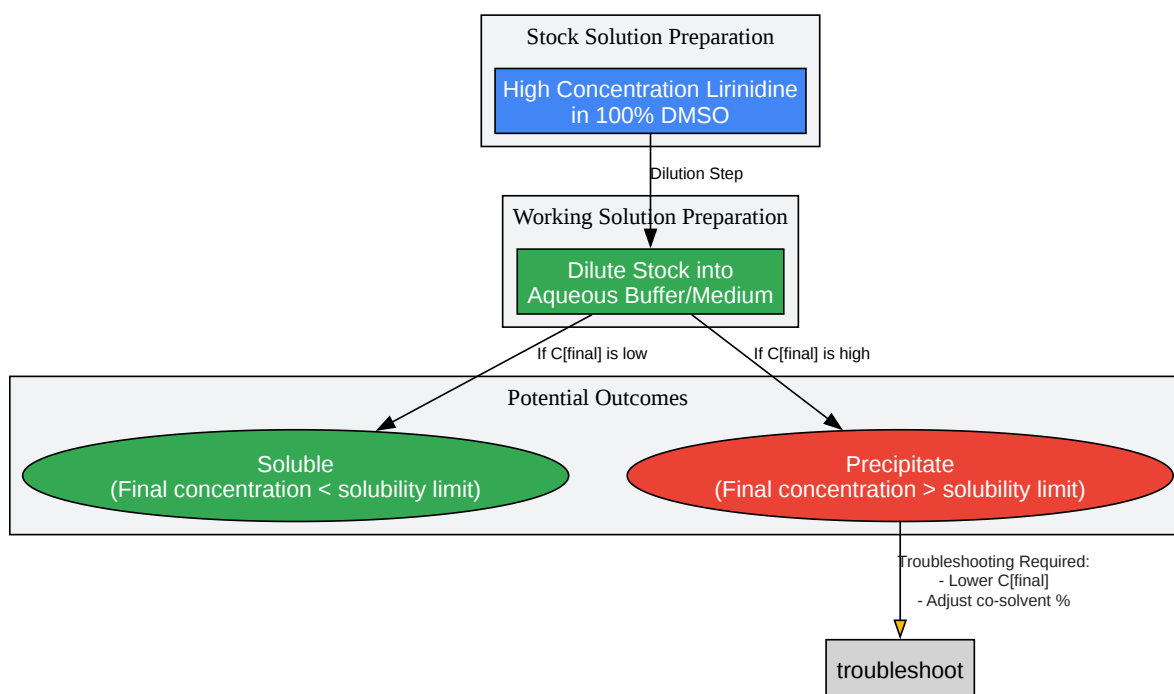 Stock Solution Preparation
High Concentration Lirinidine
in 100% DMSO
Dilution Step
Working Solution Preparation
Dilute Stock into
Aqueous Buffer/Medium
If C[final] is low
If C[final] is high
Potential Outcomes
Soluble
(Final concentration < solubility limit)
Precipitate
(Final concentration > solubility limit)
Troubleshooting Required:
- Lower C[final]
- Adjust co-solvent %
troubleshoot